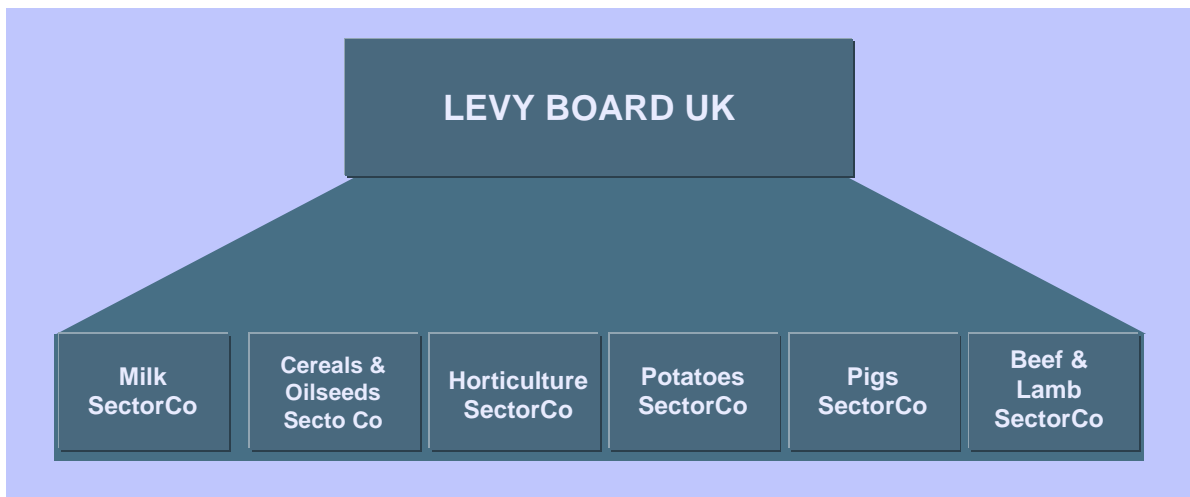 LEVY BOARD UK
Milk
SectorCo
Cereals &
Oilseeds
Secto Co
Horticulture
SectorCo
Potatoes
SectorCo
Pigs
SectorCo
Beef &
Lamb
SectorCo